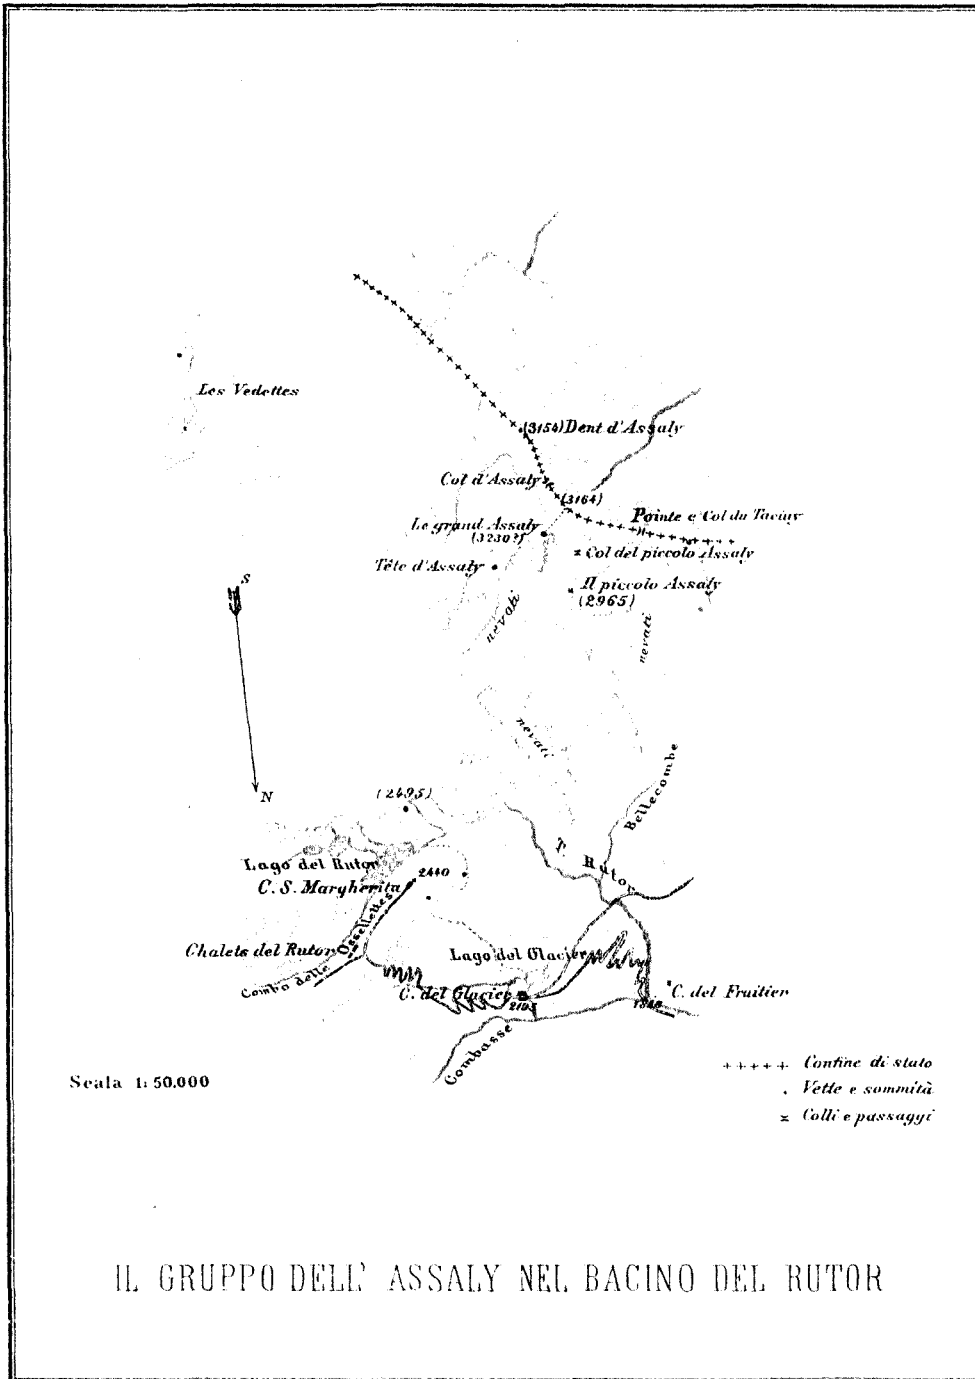 Les Vedettes
(3154) Dent d'Assaly
Col d'Assaly
(3164)
Pointe e Col du Taciuy
Le grand Assaly
(3230?)
Col del piccolo Assaly
Tête d'Assaly
Il piccolo Assaly
(2965)
S
nevati
nevati
nevati
N
(2495)
Bellecombe
T. Rutor
Lago del Rutor
2440
C. S. Margherita
Chalets del Rutor
Comba delle Ossellettes
Lago del Glacier
C. del Glacier
C. del Fruitier
Combasse
Scala 1:50.000
+++++ Confine di stato
. Vette e sommità
× Colli e passaggi
IL GRUPPO DELL' ASSALY NEL BACINO DEL RUTOR